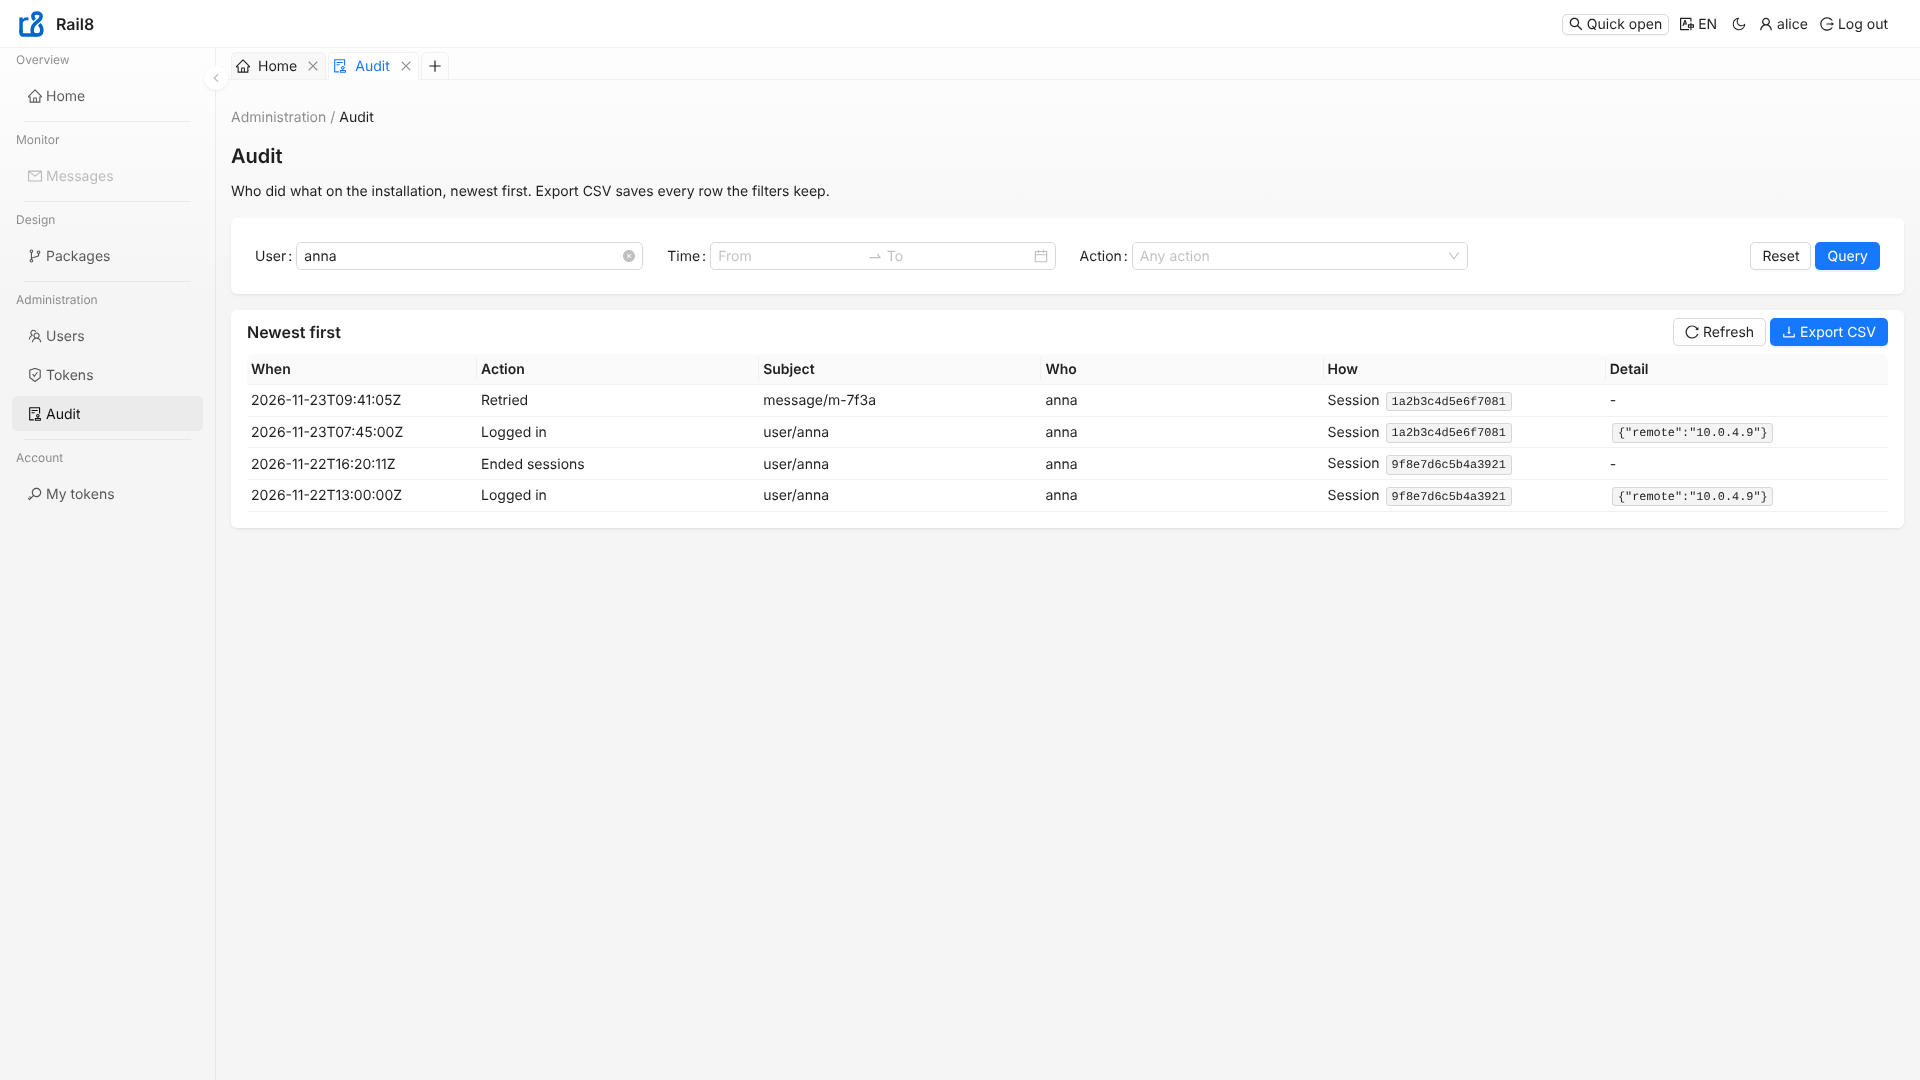 Rail8
Quick open EN alice Log out
Overview
Home
Monitor
Messages
Design
Packages
Administration
Users
Tokens
Audit
Account
My tokens
Home Audit
Administration / Audit
Audit
Who did what on the installation, newest first. Export CSV saves every row the filters keep.
User: anna Time: From To Action: Any action Reset Query
Newest first Refresh Export CSV
When Action Subject Who How Detail
2026-11-23T09:41:05Z Retried message/m-7f3a anna Session 1a2b3c4d5e6f7081 -
2026-11-23T07:45:00Z Logged in user/anna anna Session 1a2b3c4d5e6f7081 {"remote":"10.0.4.9"}
2026-11-22T16:20:11Z Ended sessions user/anna anna Session 9f8e7d6c5b4a3921 -
2026-11-22T13:00:00Z Logged in user/anna anna Session 9f8e7d6c5b4a3921 {"remote":"10.0.4.9"}